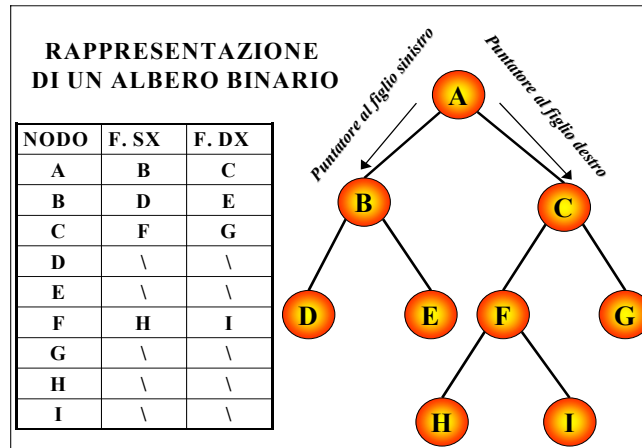 RAPPRESENTAZIONE
DI UN ALBERO BINARIO
NODO F. SX F. DX
A B C
B D E
C F G
D \ \
E \ \
F H I
G \ \
H \ \
I \ \
Puntatore al figlio sinistro
Puntatore al figlio destro
A
B C
D E F G
H I